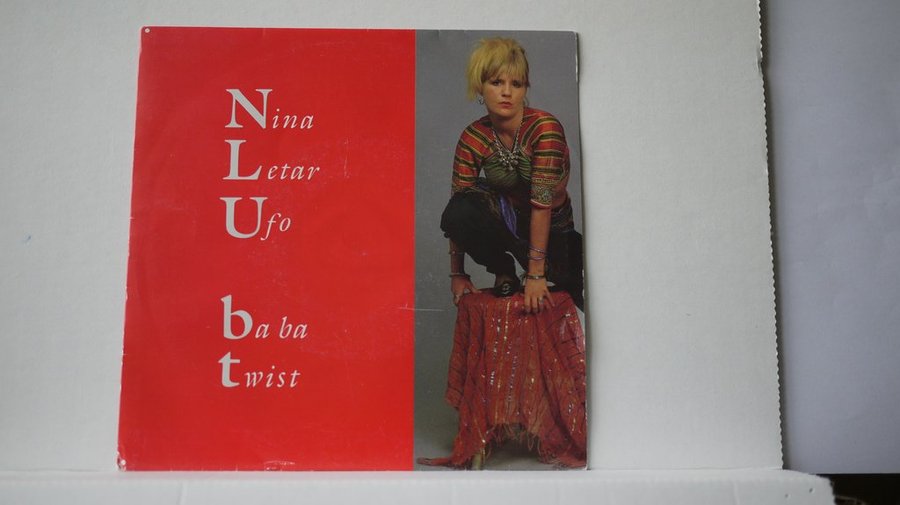 Nina
Letar
Ufo
ba ba
twist